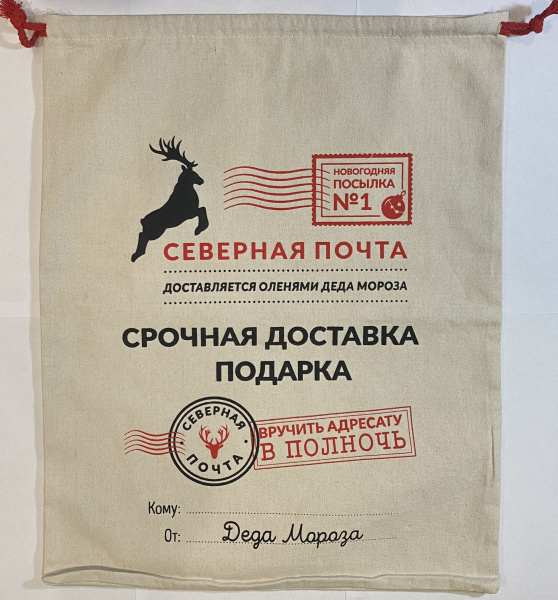 НОВОГОДНЯЯ
ПОСЫЛКА
№1
СЕВЕРНАЯ ПОЧТА
ДОСТАВЛЯЕТСЯ ОЛЕНЯМИ ДЕДА МОРОЗА
СРОЧНАЯ ДОСТАВКА
ПОДАРКА
СЕВЕРНАЯ
ПОЧТА
ВРУЧИТЬ АДРЕСАТУ
В ПОЛНОЧЬ
Кому:
От: Деда Мороза